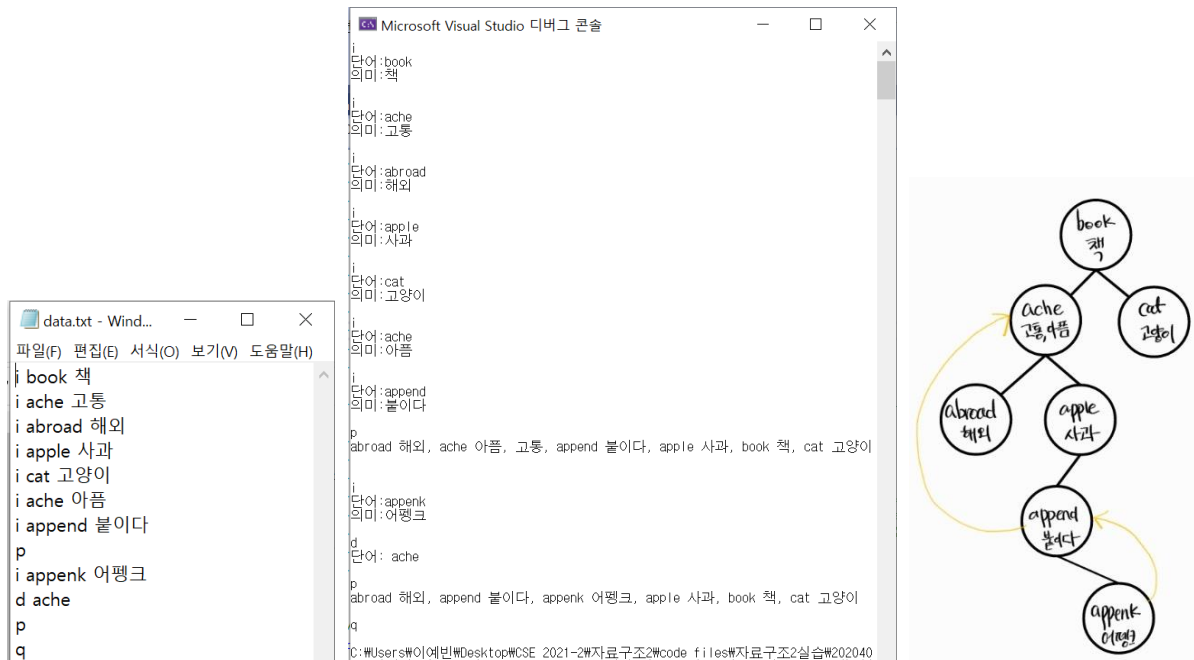 data.txt - Wind...
파일(F) 편집(E) 서식(O) 보기(V) 도움말(H)
i book 책
i ache 고통
i abroad 해외
i apple 사과
i cat 고양이
i ache 아픔
i append 붙이다
p
i appenk 어펭크
d ache
p
q
Microsoft Visual Studio 디버그 콘솔
i
단어:book
의미:책
i
단어:ache
의미:고통
i
단어:abroad
의미:해외
i
단어:apple
의미:사과
i
단어:cat
의미:고양이
i
단어:ache
의미:아픔
i
단어:append
의미:붙이다
p
abroad 해외, ache 아픔, 고통, append 붙이다, apple 사과, book 책, cat 고양이
i
단어:appenk
의미:어펭크
d
단어: ache
p
abroad 해외, append 붙이다, appenk 어펭크, apple 사과, book 책, cat 고양이
q
C:₩Users₩이예빈₩Desktop₩CSE 2021-2₩자료구조2₩code files₩자료구조2실습₩202040
book
책
ache
고통,아픔
cat
고양이
abroad
해외
apple
사과
append
붙이다
appenk
어펭크